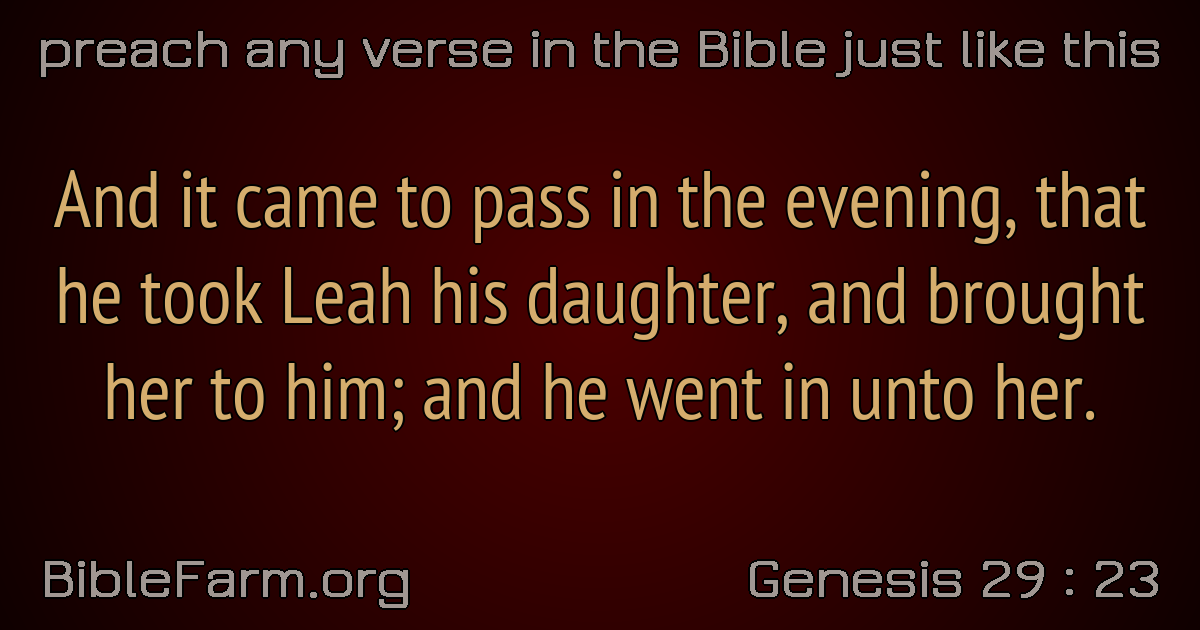 preach any verse in the Bible just like this
And it came to pass in the evening, that
he took Leah his daughter, and brought
her to him; and he went in unto her.
BibleFarm.org
Genesis 29 : 23